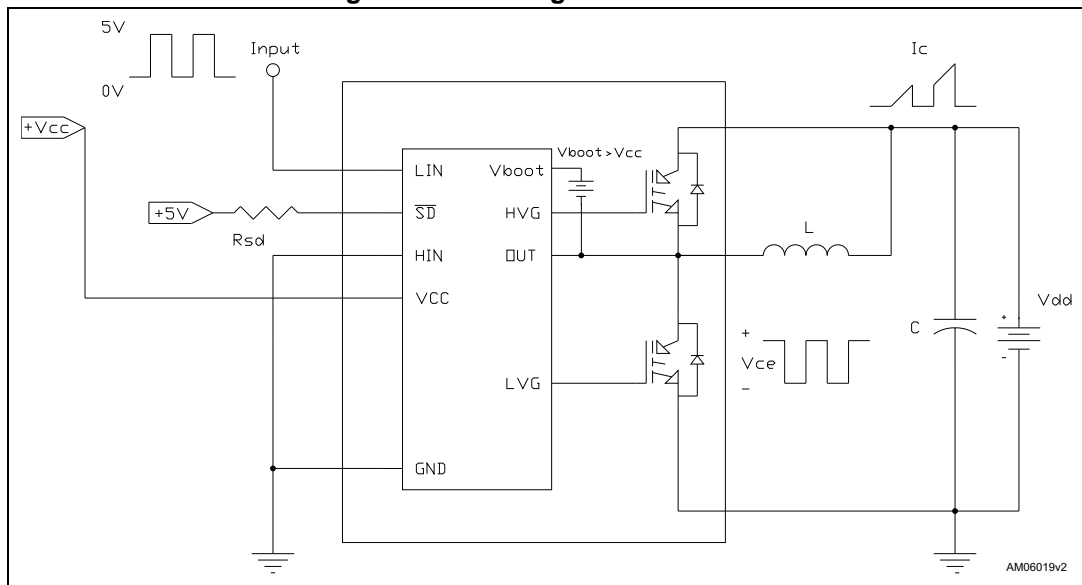 5V
0V
Input
Ic
+Vcc
Vboot>Vcc
LIN
Vboot
+5V
Rsd
SD
HVG
HIN
OUT
L
VCC
Vdd
+
C
+
-
Vce
-
LVG
GND
AM06019v2